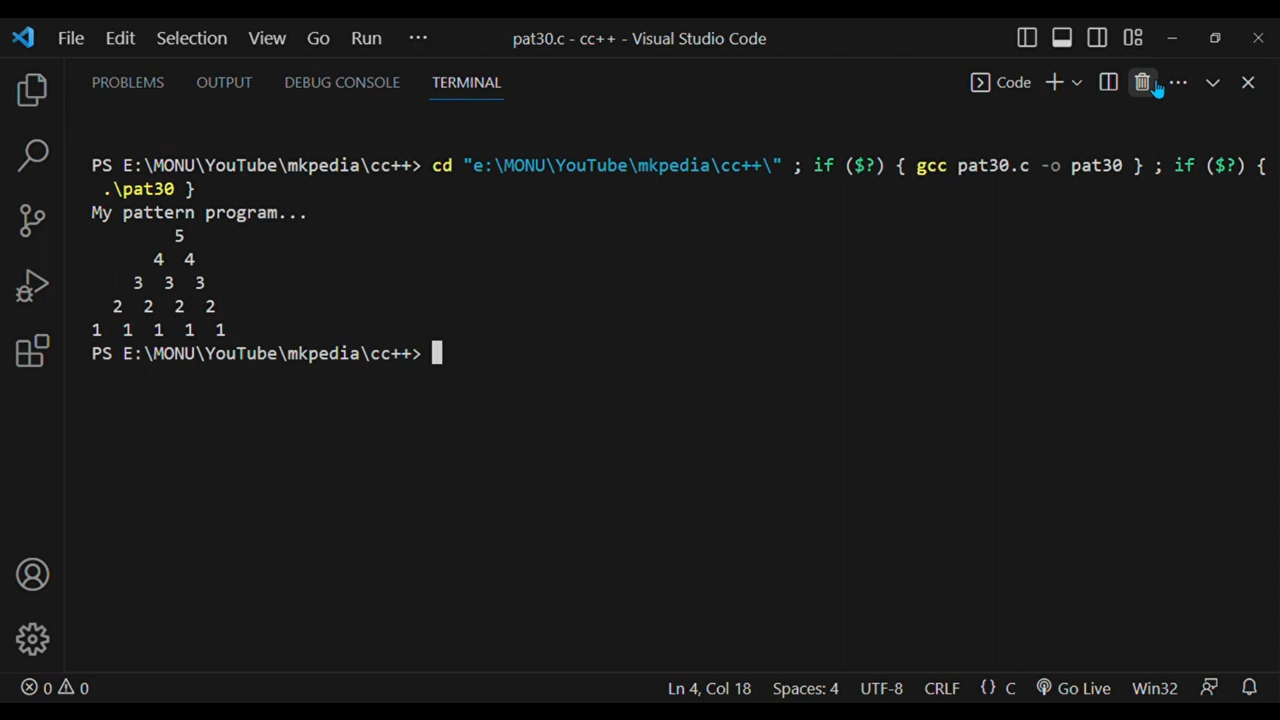 File Edit Selection View Go Run ··· pat30.c - cc++ - Visual Studio Code
PROBLEMS OUTPUT DEBUG CONSOLE TERMINAL Code
PS E:\MONU\YouTube\mkpedia\cc++> cd "e:\MONU\YouTube\mkpedia\cc++\" ; if ($?) { gcc pat30.c -o pat30 } ; if ($?) {
.\pat30 }
My pattern program...
5
4 4
3 3 3
2 2 2 2
1 1 1 1 1
PS E:\MONU\YouTube\mkpedia\cc++>
0 0 Ln 4, Col 18 Spaces: 4 UTF-8 CRLF {} C Go Live Win32